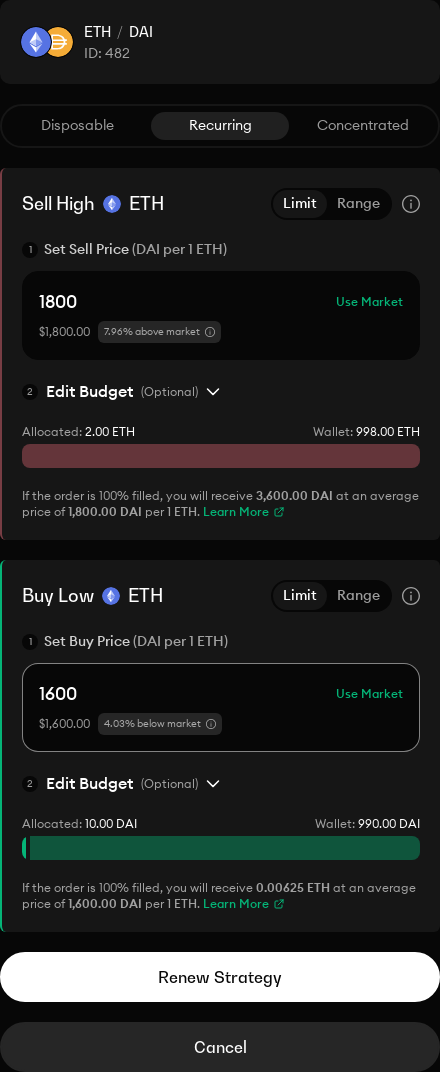 ETH / DAI
ID: 482
Disposable Recurring Concentrated
Sell High ETH Limit Range
1 Set Sell Price (DAI per 1 ETH)
1800 Use Market
$1,800.00 7.96% above market
2 Edit Budget (Optional)
Allocated: 2.00 ETH Wallet: 998.00 ETH
If the order is 100% filled, you will receive 3,600.00 DAI at an average
price of 1,800.00 DAI per 1 ETH. Learn More
Buy Low ETH Limit Range
1 Set Buy Price (DAI per 1 ETH)
1600 Use Market
$1,600.00 4.03% below market
2 Edit Budget (Optional)
Allocated: 10.00 DAI Wallet: 990.00 DAI
If the order is 100% filled, you will receive 0.00625 ETH at an average
price of 1,600.00 DAI per 1 ETH. Learn More
Renew Strategy
Cancel